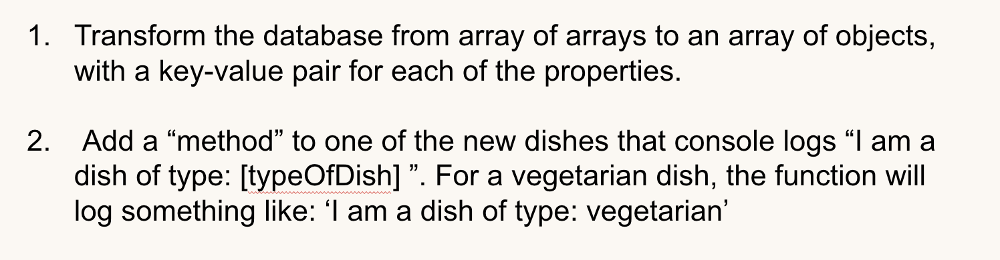 1. Transform the database from array of arrays to an array of objects,
with a key-value pair for each of the properties.
2. Add a “method” to one of the new dishes that console logs “I am a
dish of type: [typeOfDish] ”. For a vegetarian dish, the function will
log something like: ‘I am a dish of type: vegetarian’